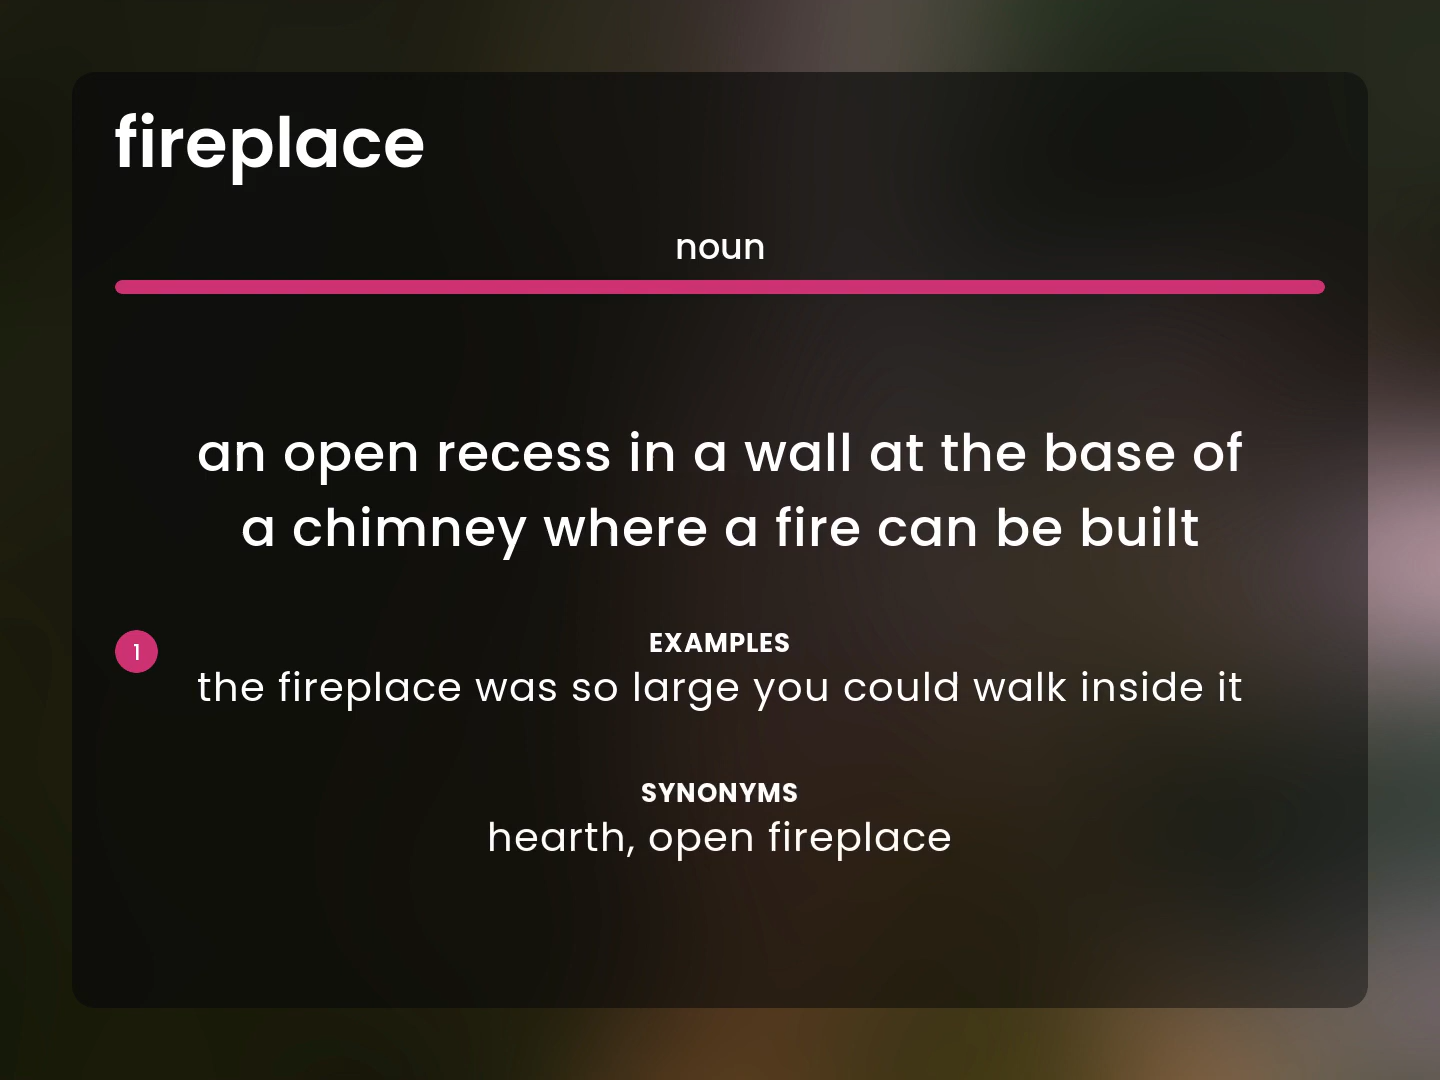 fireplace
noun
an open recess in a wall at the base of
a chimney where a fire can be built
1
EXAMPLES
the fireplace was so large you could walk inside it
SYNONYMS
hearth, open fireplace